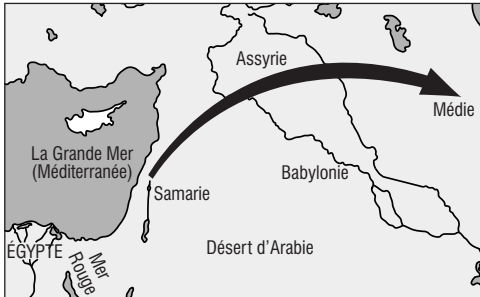 Assyrie
Médie
La Grande Mer
(Méditerranée)
Babylonie
Samarie
ÉGYPTE
Mer
Rouge
Désert d'Arabie